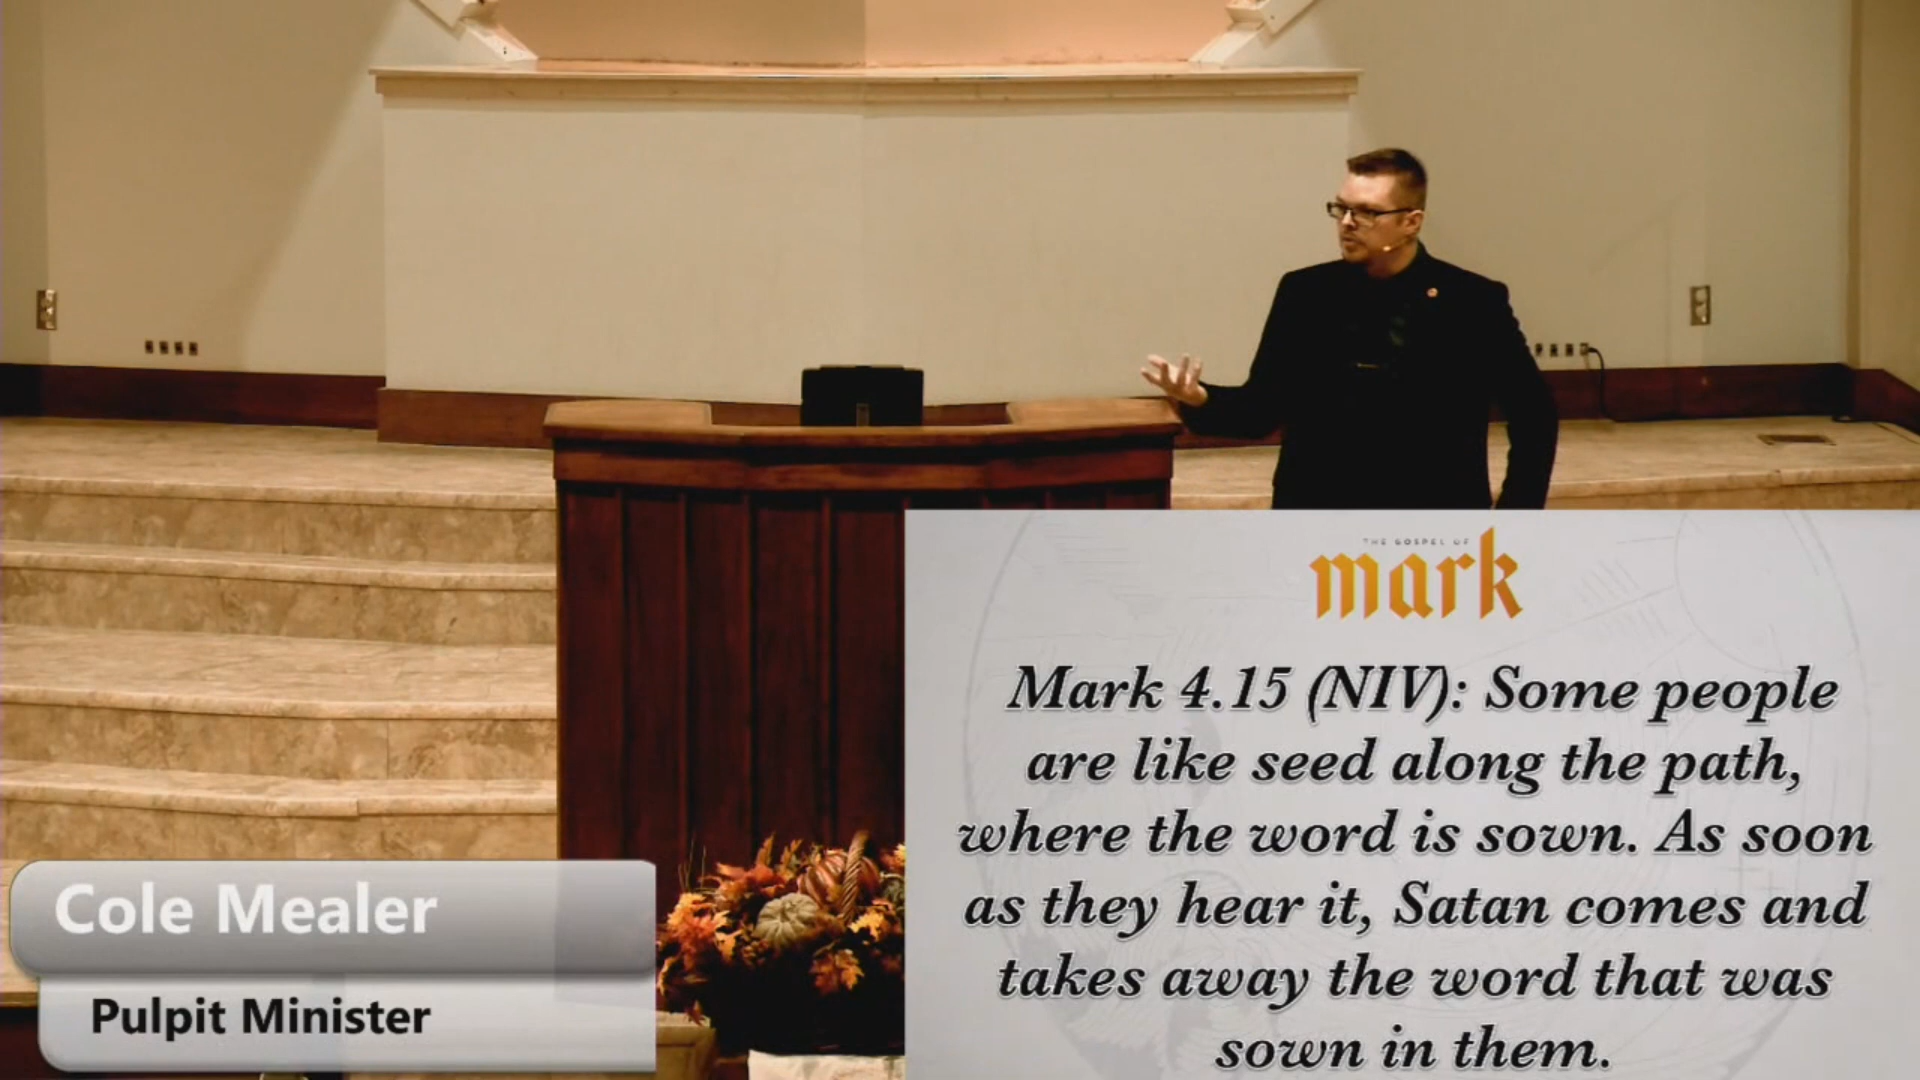 THE GOSPEL OF
mark
Mark 4.15 (NIV): Some people
are like seed along the path,
where the word is sown. As soon
as they hear it, Satan comes and
takes away the word that was
sown in them.
Cole Mealer
Pulpit Minister